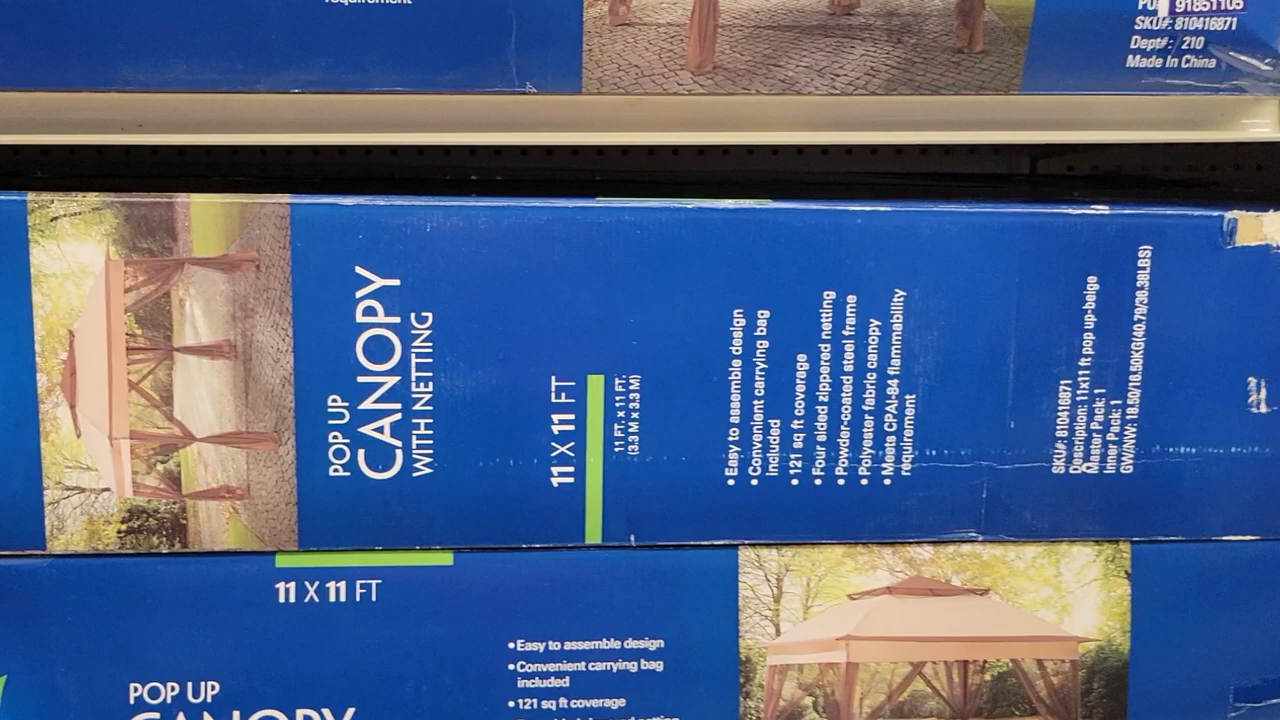 requirement
91851105
SKU#: 810416871
Dept#: 210
Made In China
POP UP
CANOPY
WITH NETTING
11 X 11 FT
11 FT. x 11 FT.
(3.3 M x 3.3 M)
• Easy to assemble design
• Convenient carrying bag
included
• 121 sq ft coverage
• Four sided zippered netting
• Powder-coated steel frame
• Polyester fabric canopy
• Meets CPAI-84 flammability
requirement
SKU#: 810416871
Description: 11x11 ft pop up-beige
Master Pack: 1
Inner Pack: 1
GW/NW: 18.50/16.50KG(40.79/36.38LBS)
11 X 11 FT
POP UP
CANOPY
• Easy to assemble design
• Convenient carrying bag
included
• 121 sq ft coverage